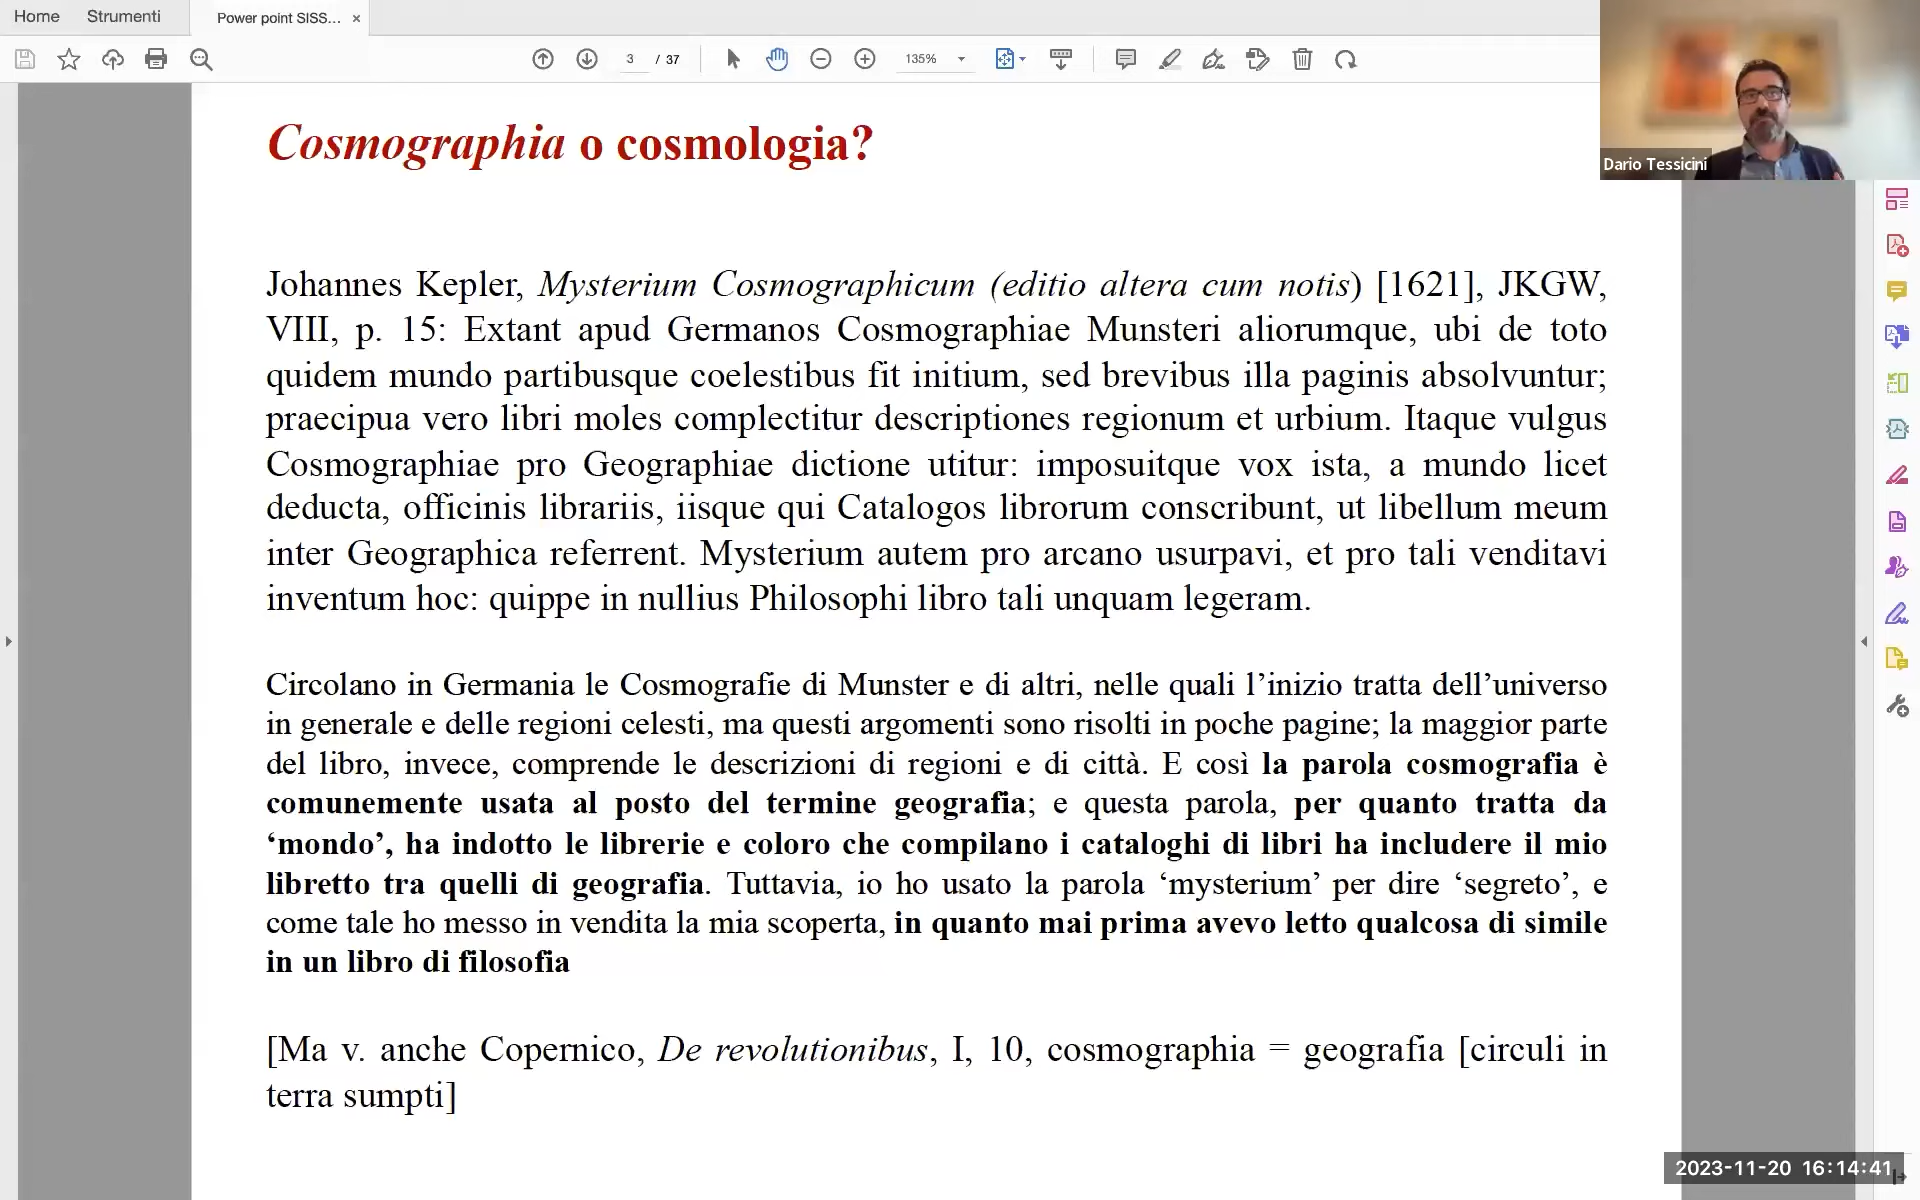 Home Strumenti Power point SISS... ×
3 / 37 135%
Dario Tessicini
Cosmographia o cosmologia?
Johannes Kepler, Mysterium Cosmographicum (editio altera cum notis) [1621], JKGW,
VIII, p. 15: Extant apud Germanos Cosmographiae Munsteri aliorumque, ubi de toto
quidem mundo partibusque coelestibus fit initium, sed brevibus illa paginis absolvuntur;
praecipua vero libri moles complectitur descriptiones regionum et urbium. Itaque vulgus
Cosmographiae pro Geographiae dictione utitur: imposuitque vox ista, a mundo licet
deducta, officinis librariis, iisque qui Catalogos librorum conscribunt, ut libellum meum
inter Geographica referrent. Mysterium autem pro arcano usurpavi, et pro tali venditavi
inventum hoc: quippe in nullius Philosophi libro tali unquam legeram.
Circolano in Germania le Cosmografie di Munster e di altri, nelle quali l’inizio tratta dell’universo
in generale e delle regioni celesti, ma questi argomenti sono risolti in poche pagine; la maggior parte
del libro, invece, comprende le descrizioni di regioni e di città. E così la parola cosmografia è
comunemente usata al posto del termine geografia; e questa parola, per quanto tratta da
‘mondo’, ha indotto le librerie e coloro che compilano i cataloghi di libri ha includere il mio
libretto tra quelli di geografia. Tuttavia, io ho usato la parola ‘mysterium’ per dire ‘segreto’, e
come tale ho messo in vendita la mia scoperta, in quanto mai prima avevo letto qualcosa di simile
in un libro di filosofia
[Ma v. anche Copernico, De revolutionibus, I, 10, cosmographia = geografia [circuli in
terra sumpti]
2023-11-20 16:14:41